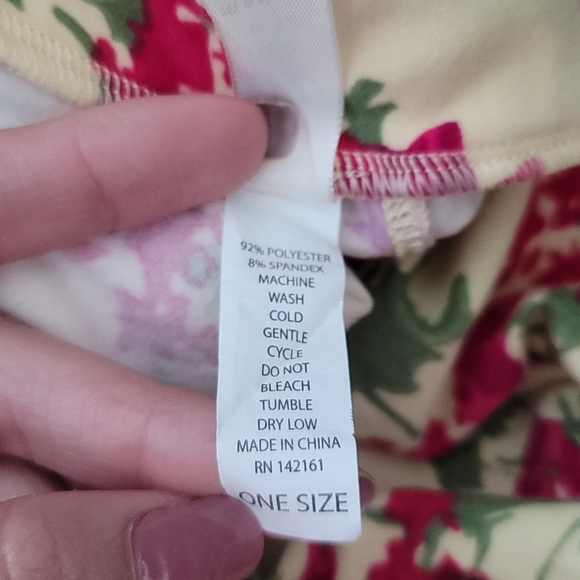 92% POLYESTER
8% SPANDEX
MACHINE
WASH
COLD
GENTLE
CYCLE
DO NOT
BLEACH
TUMBLE
DRY LOW
MADE IN CHINA
RN 142161
ONE SIZE